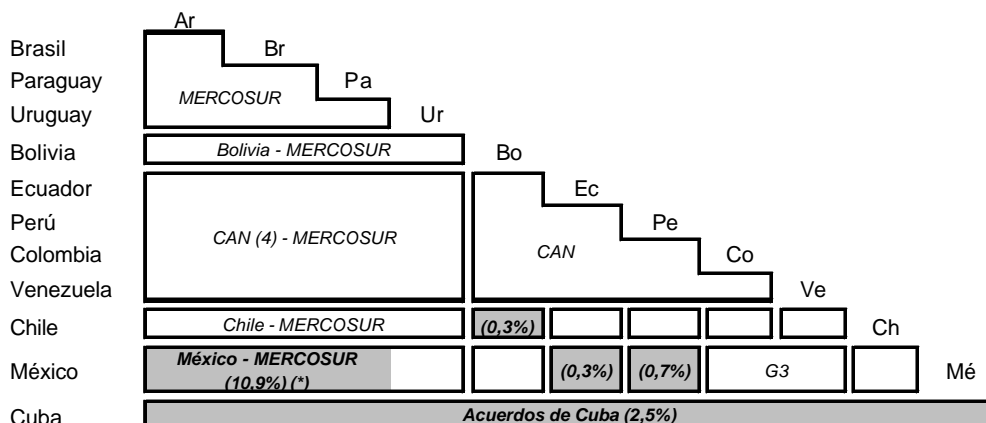 Ar
Brasil Br
Paraguay Pa
MERCOSUR
Uruguay Ur
Bolivia Bolivia - MERCOSUR Bo
Ecuador Ec
Perú Pe
CAN (4) - MERCOSUR CAN
Colombia Co
Venezuela Ve
Chile Chile - MERCOSUR (0,3%) Ch
México México - MERCOSUR (0,3%) (0,7%) G3 Mé
(10,9%) (*)
Cuba Acuerdos de Cuba (2,5%)